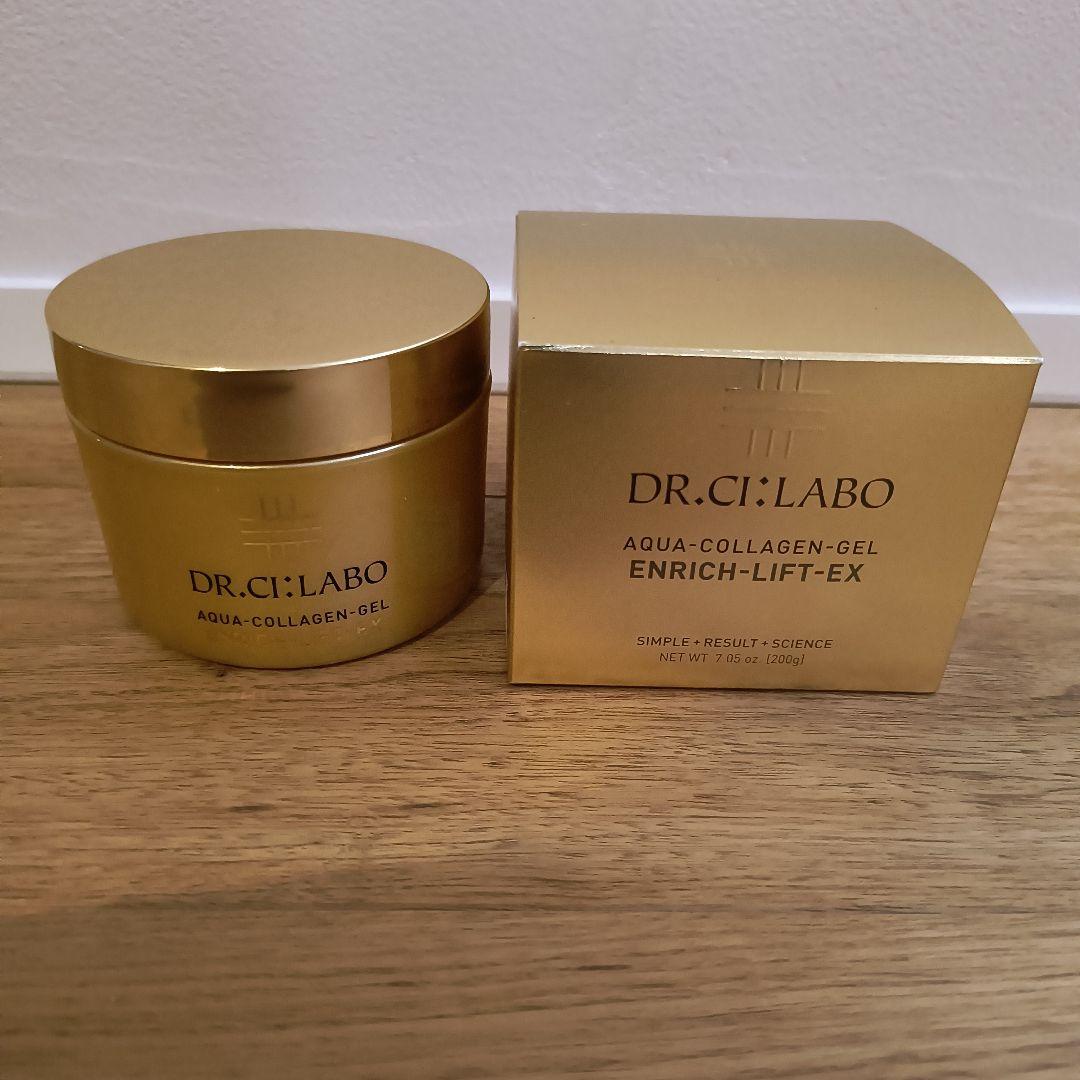 DR.CI:LABO
AQUA-COLLAGEN-GEL
DR.CI:LABO
AQUA-COLLAGEN-GEL
ENRICH-LIFT-EX
SIMPLE + RESULT + SCIENCE
NET WT 7.05 oz. [200g]